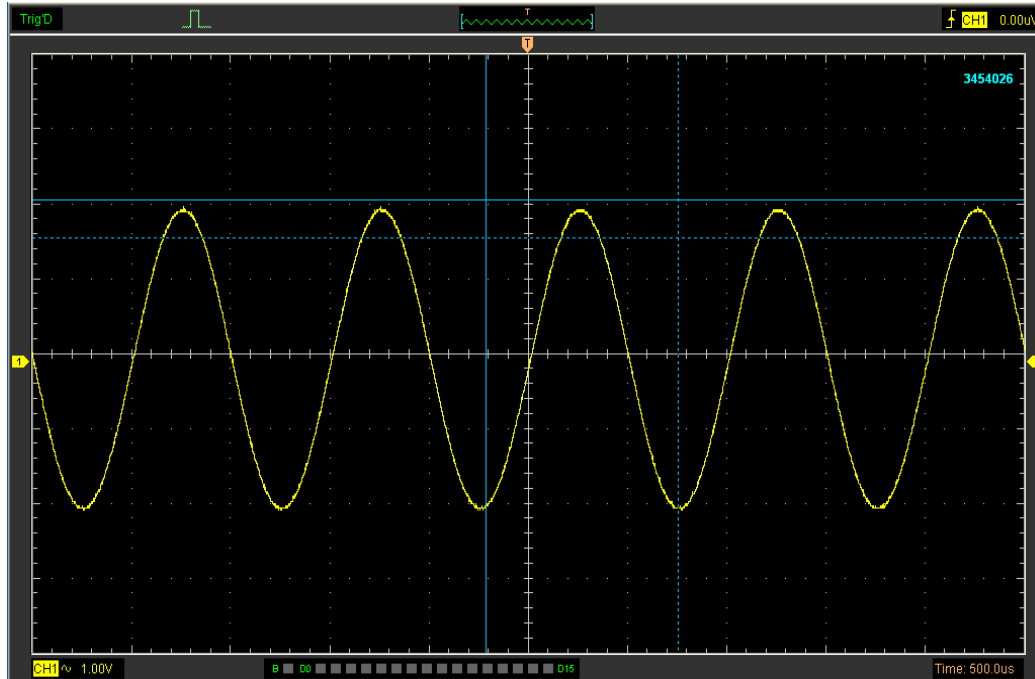 Trig'D
T
CH1 0.00uV
T
3454026
1
CH1 ~ 1.00V
B D0 D15
Time: 500.0us